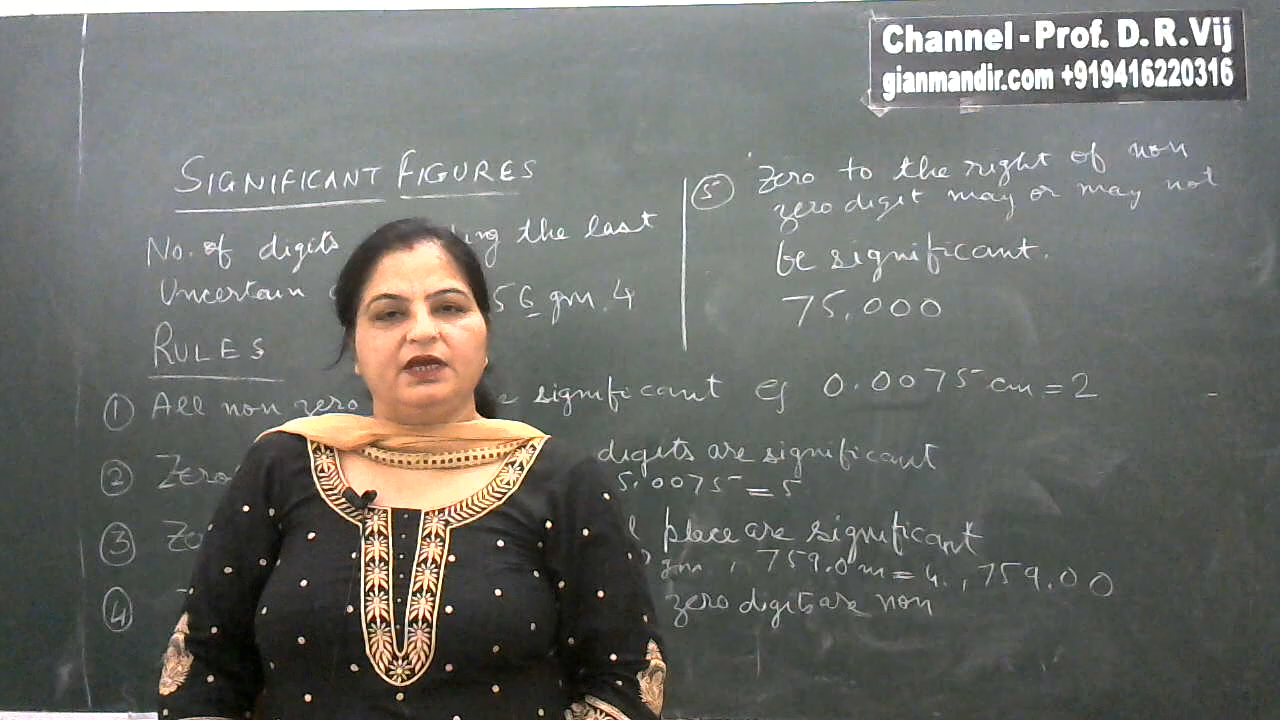 Channel - Prof. D. R. Vij
gianmandir.com +919416220316
SIGNIFICANT FIGURES
No. of digits the last
Uncertain 56 gm. 4
RULES
① All non zero significant eg 0.0075 cm = 2
② Zero digits are significant
5.0075 = 5
③ place are significant
gm, 759.0 m = 4., 759.00
④ zero digits are non
⑤ Zero to the right of non
zero digit may or may not
be significant.
75,000